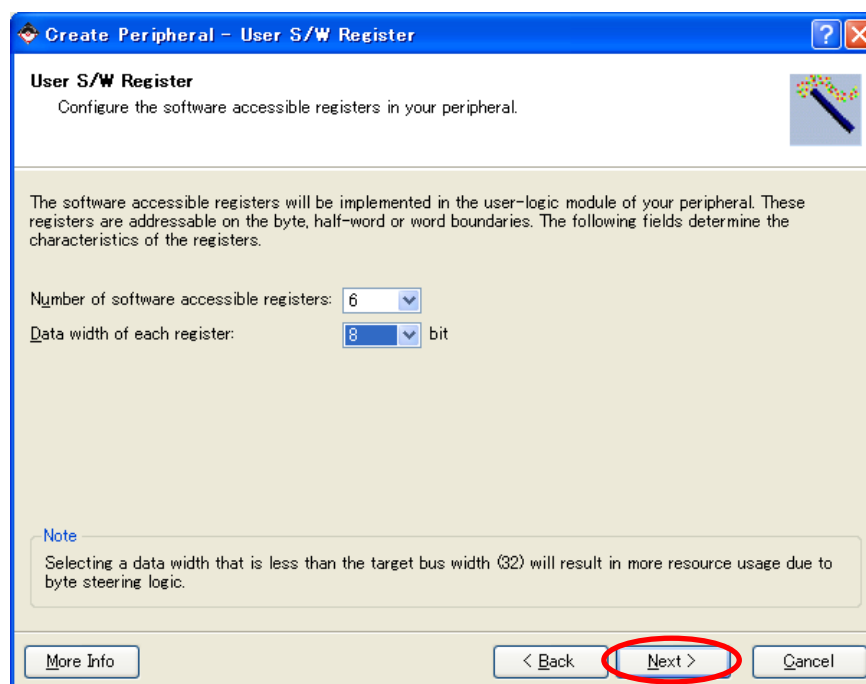 Create Peripheral - User S/W Register
User S/W Register
Configure the software accessible registers in your peripheral.
The software accessible registers will be implemented in the user-logic module of your peripheral. These
registers are addressable on the byte, half-word or word boundaries. The following fields determine the
characteristics of the registers.
Number of software accessible registers: 6
Data width of each register: 8 bit
Note
Selecting a data width that is less than the target bus width (32) will result in more resource usage due to
byte steering logic.
More Info < Back Next > Cancel